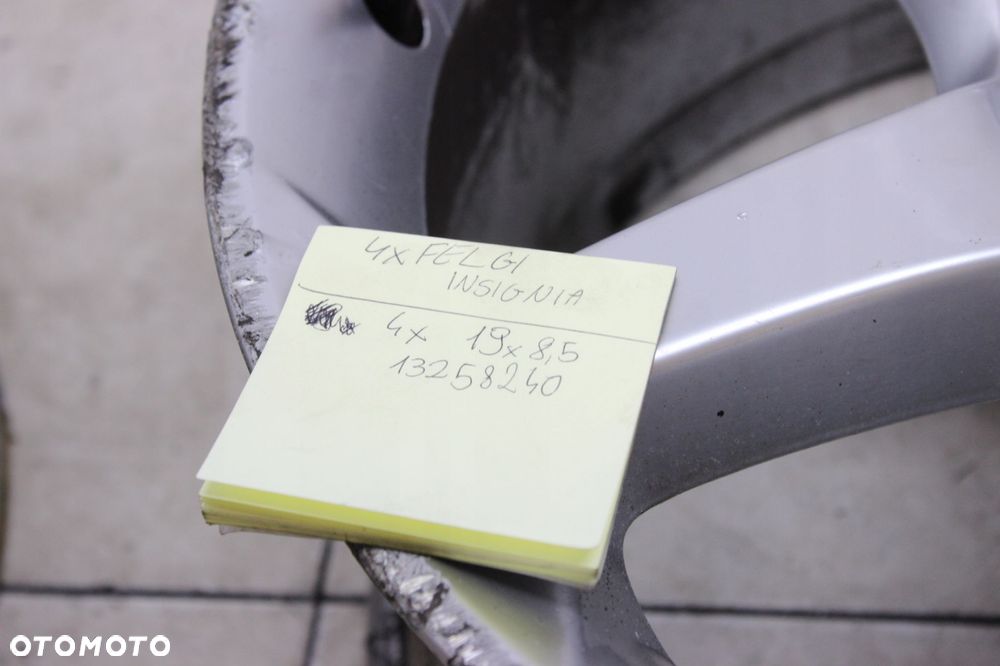 4x FELGI
INSIGNIA
4x 19x8,5
13258240
OTOMOTO